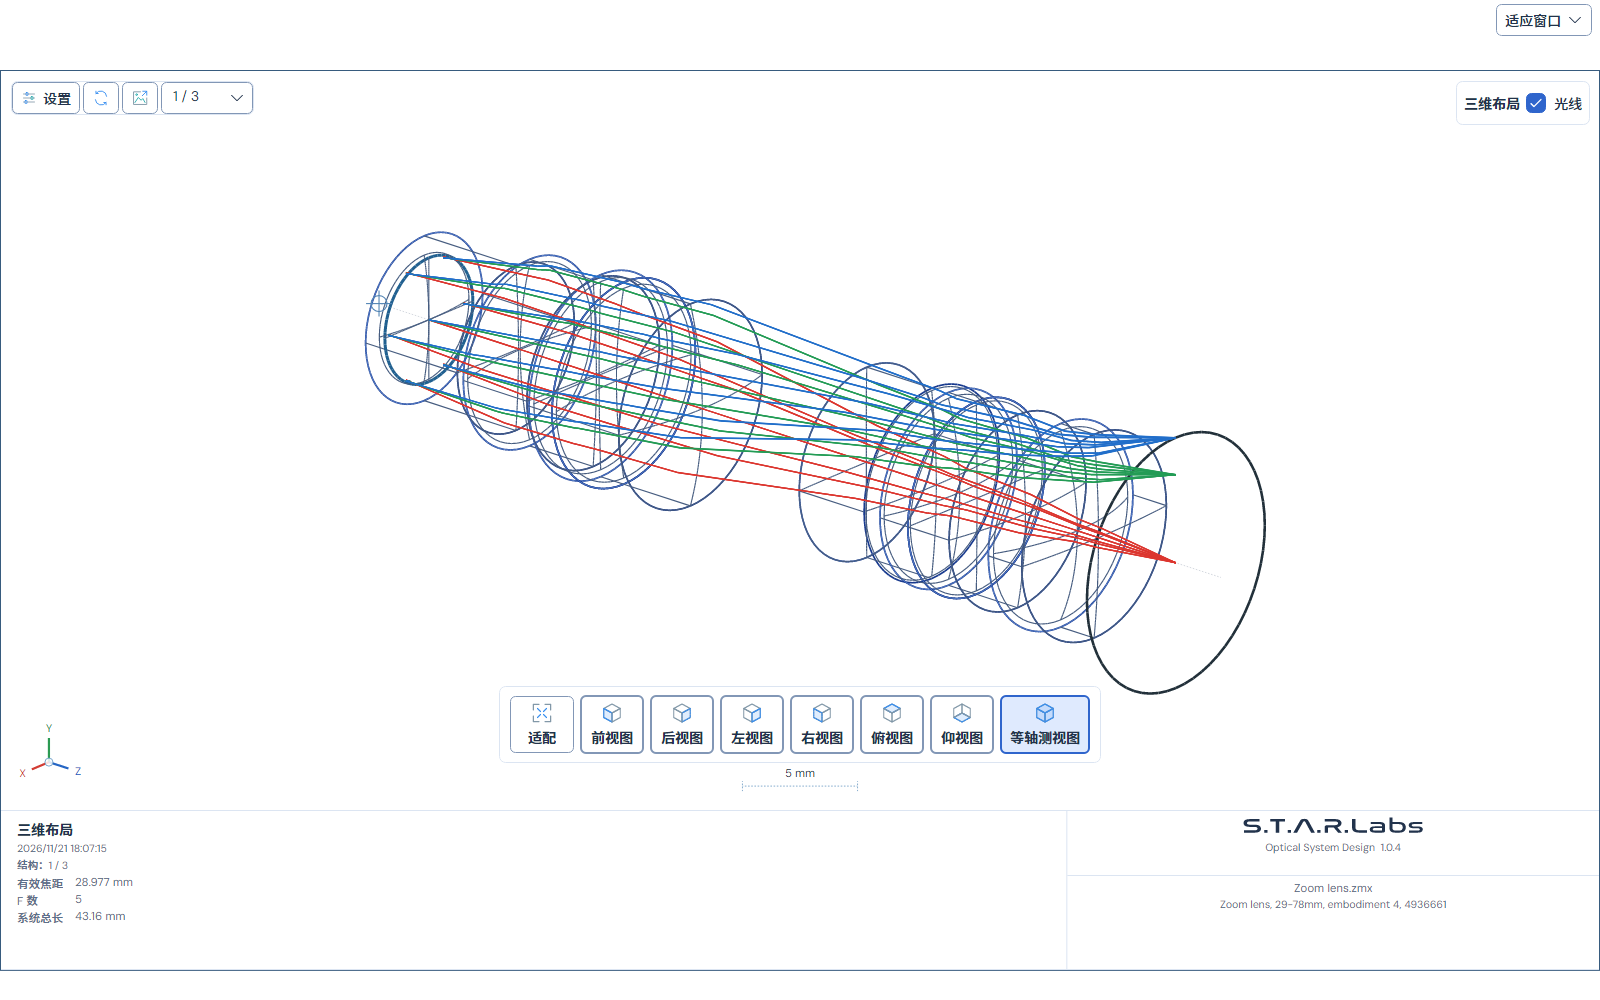 适应窗口
设置
1 / 3
三维布局
光线
适配
前视图
后视图
左视图
右视图
俯视图
仰视图
等轴测视图
5 mm
Y
X
Z
三维布局
2026/11/21 18:07:15
结构: 1 / 3
有效焦距 28.977 mm
F 数 5
系统总长 43.16 mm
S.T.A.R.Labs
Optical System Design 1.0.4
Zoom lens.zmx
Zoom lens, 29-78mm, embodiment 4, 4936661